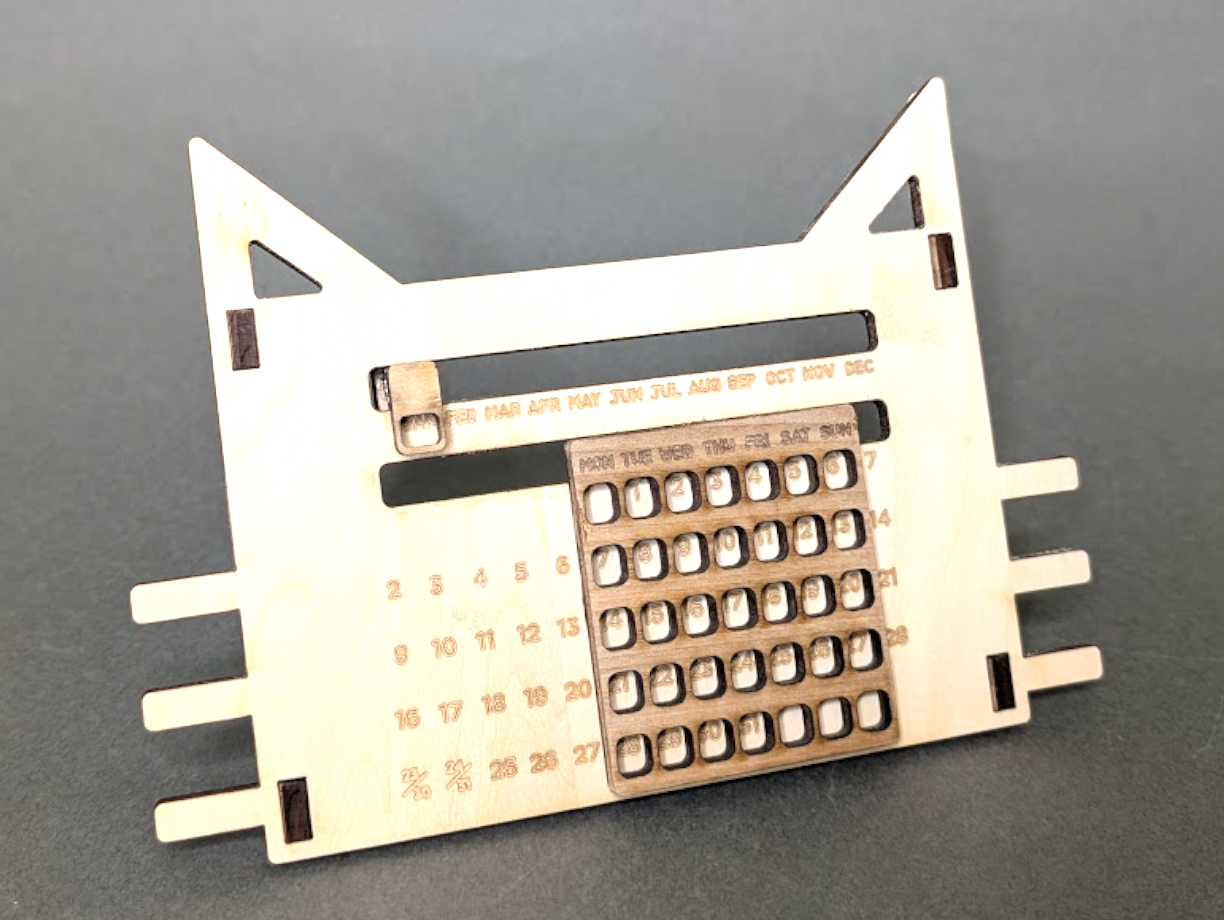 JAN FEB MAR APR MAY JUN JUL AUG SEP OCT NOV DEC
MON TUE WED THU FRI SAT SUN
1 2 3 4 5 6 7
2 3 4 5 6 7 8 9 10 11 12 13 14
9 10 11 12 13 14 15 16 17 18 19 20 21
16 17 18 19 20 21 22 23 24 25 26 27 28
23/30 24/31 25 26 27 28 29 30 31